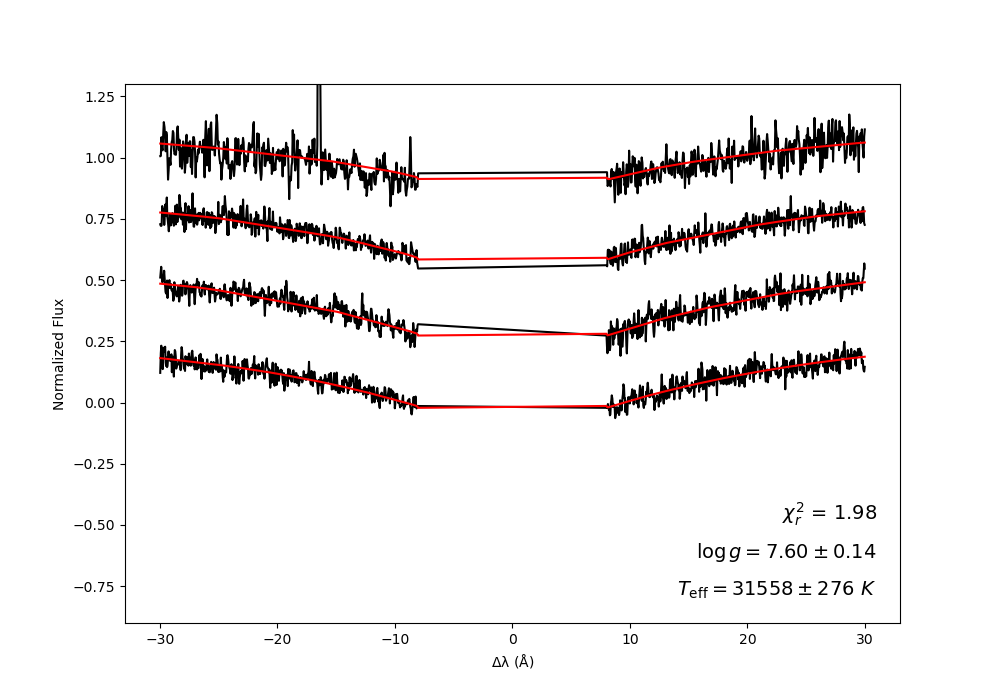 1.25
1.00
0.75
0.50
0.25
0.00
−0.25
−0.50
−0.75
Normalized Flux
χ²ᵣ = 1.98
log g = 7.60 ± 0.14
T_eff = 31558 ± 276 K
−30 −20 −10 0 10 20 30
Δλ (Å)